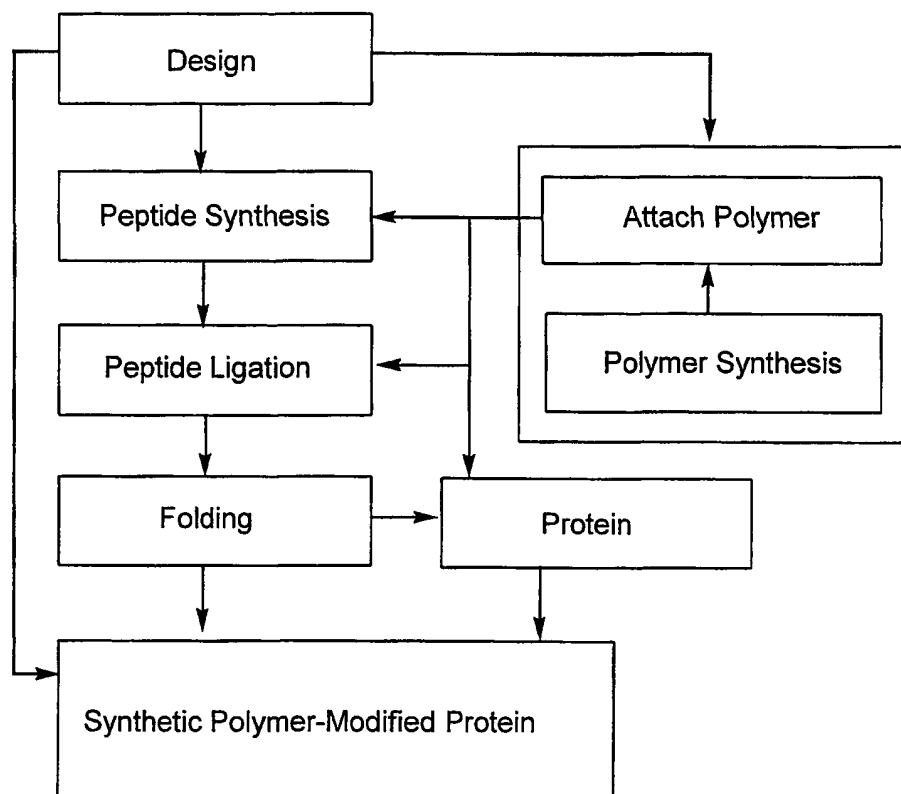 Design
Peptide Synthesis
Attach Polymer
Peptide Ligation
Polymer Synthesis
Folding
Protein
Synthetic Polymer-Modified Protein